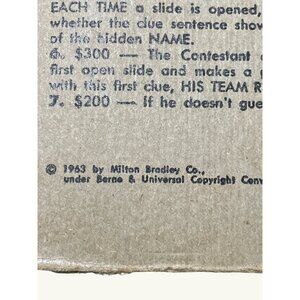 EACH TIME a slide is opened,
whether the clue sentence sho
of the hidden NAME.
6. $300 — The Contestant
first open slide and makes a
with this first clue, HIS TEAM R
7. $200 — If he doesn't gue
© 1963 by Milton Bradley Co.,
under Berne & Universal Copyright Conv